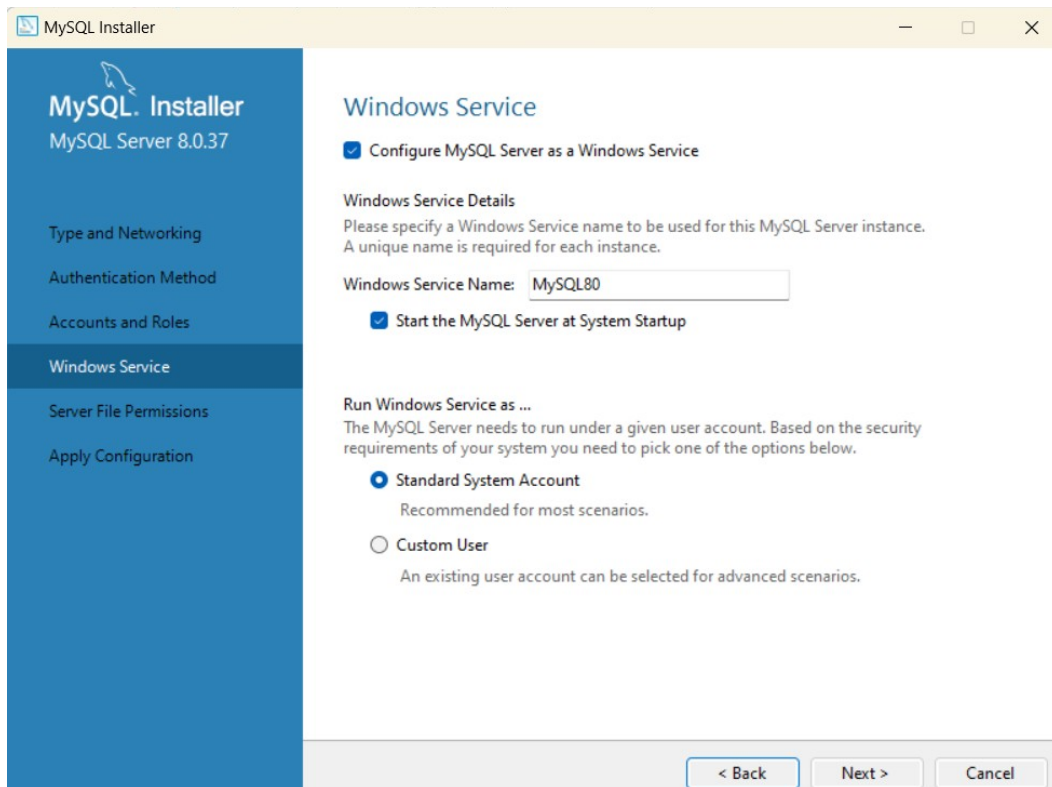 MySQL Installer
MySQL. Installer
MySQL Server 8.0.37
Type and Networking
Authentication Method
Accounts and Roles
Windows Service
Server File Permissions
Apply Configuration
Windows Service
Configure MySQL Server as a Windows Service
Windows Service Details
Please specify a Windows Service name to be used for this MySQL Server instance.
A unique name is required for each instance.
Windows Service Name: MySQL80
Start the MySQL Server at System Startup
Run Windows Service as ...
The MySQL Server needs to run under a given user account. Based on the security
requirements of your system you need to pick one of the options below.
Standard System Account
Recommended for most scenarios.
Custom User
An existing user account can be selected for advanced scenarios.
< Back Next > Cancel